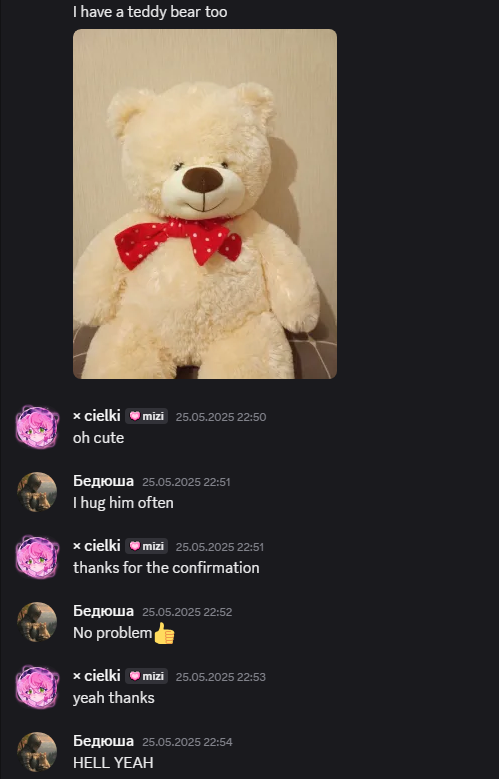 I have a teddy bear too
× cielki mizi 25.05.2025 22:50
oh cute
Бедюша 25.05.2025 22:51
I hug him often
× cielki mizi 25.05.2025 22:51
thanks for the confirmation
Бедюша 25.05.2025 22:52
No problem👍
× cielki mizi 25.05.2025 22:53
yeah thanks
Бедюша 25.05.2025 22:54
HELL YEAH